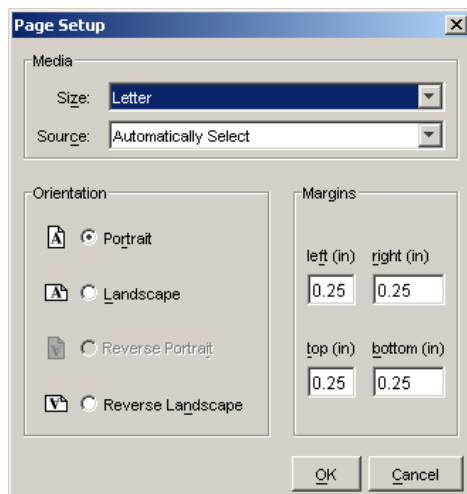 Page Setup
Media
Size: Letter
Source: Automatically Select
Orientation
A Portrait
A Landscape
A Reverse Portrait
A Reverse Landscape
Margins
left (in) right (in)
0.25 0.25
top (in) bottom (in)
0.25 0.25
OK Cancel